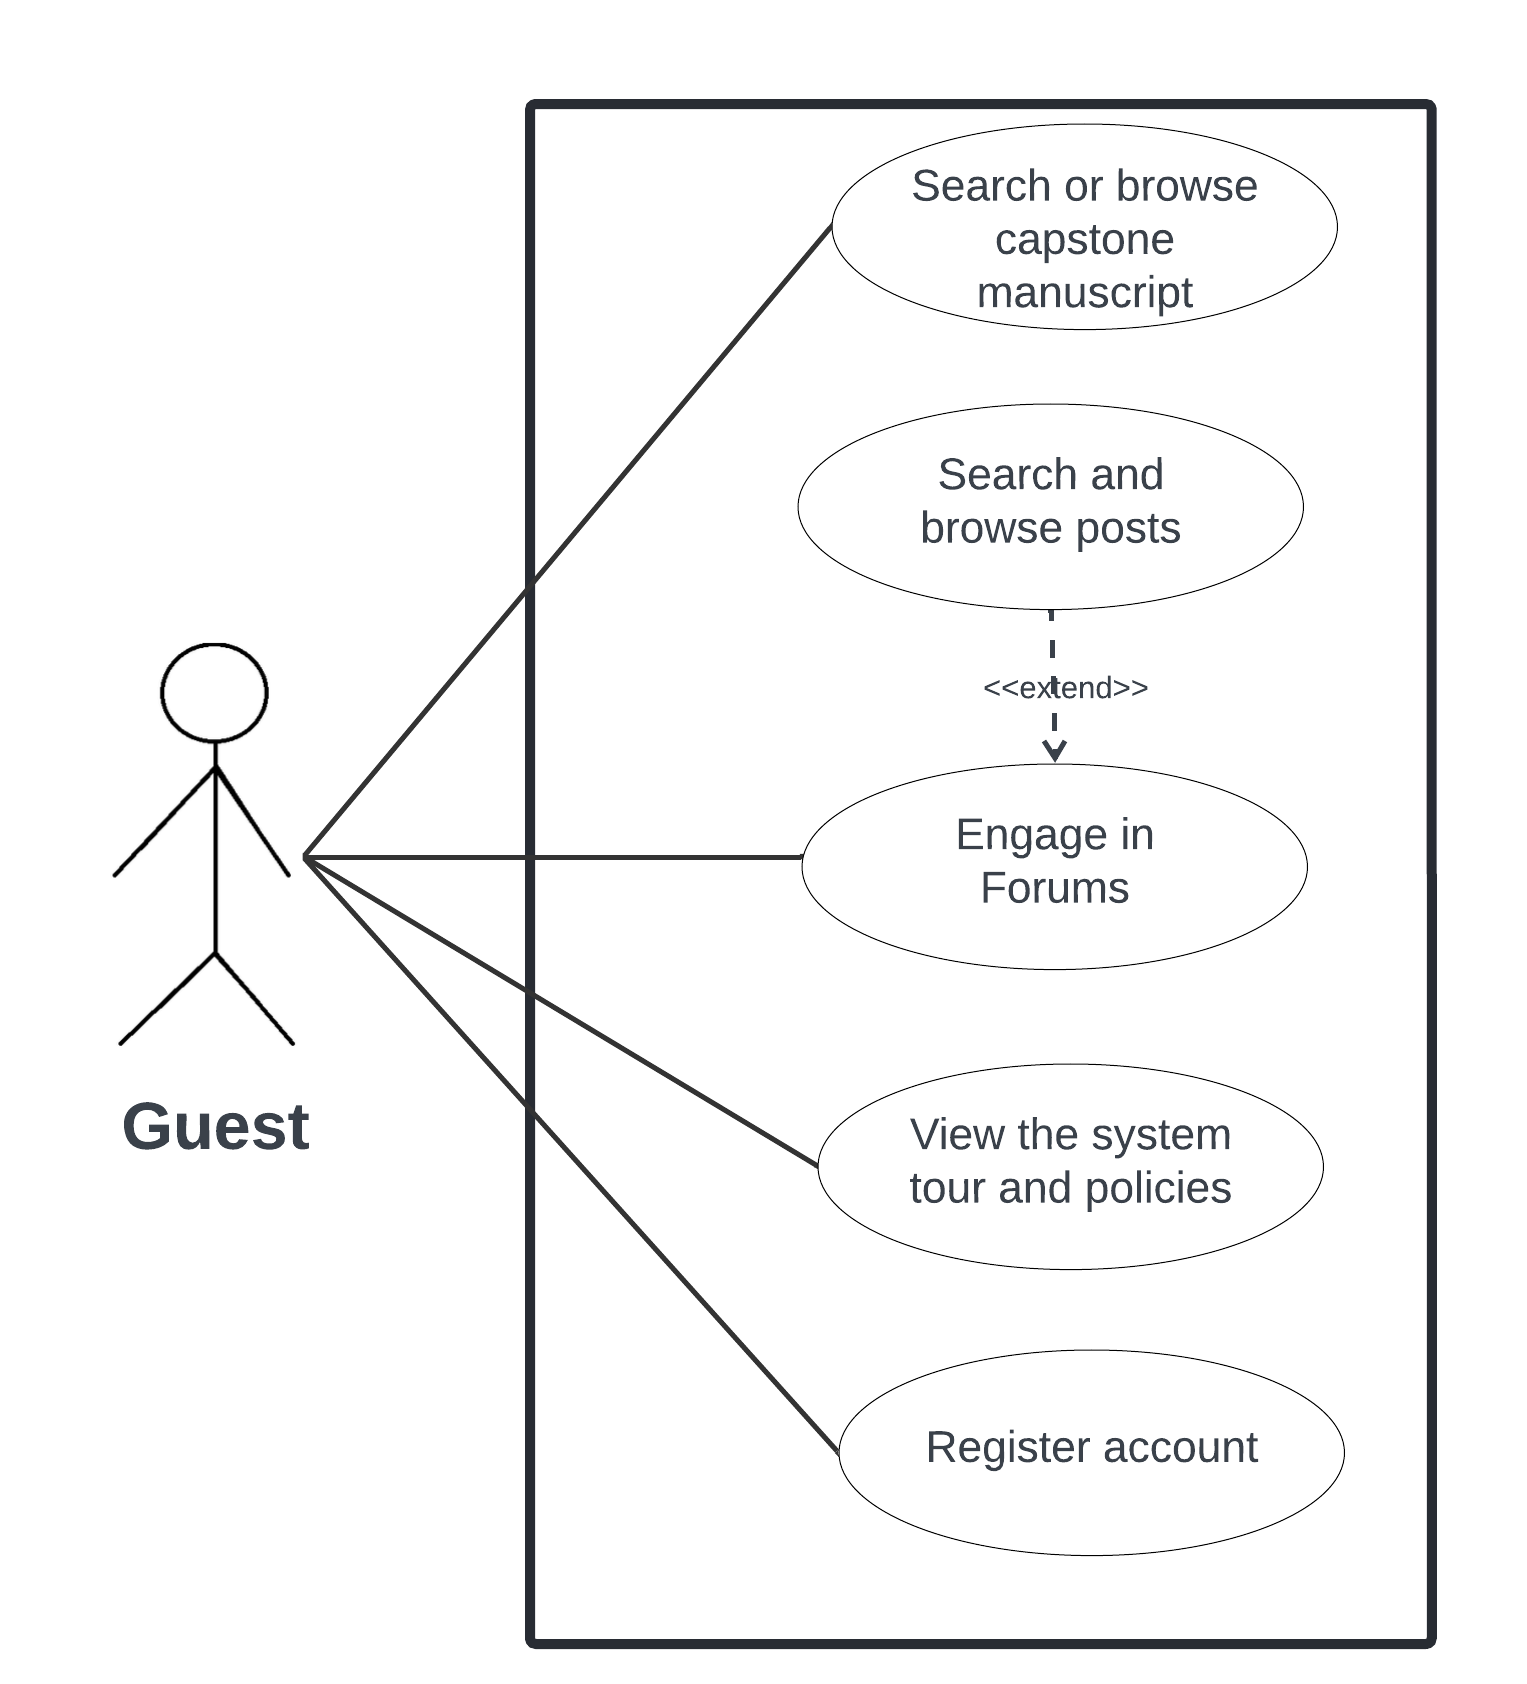 Search or browse
capstone
manuscript
Search and
browse posts
<<extend>>
Engage in
Forums
Guest
View the system
tour and policies
Register account